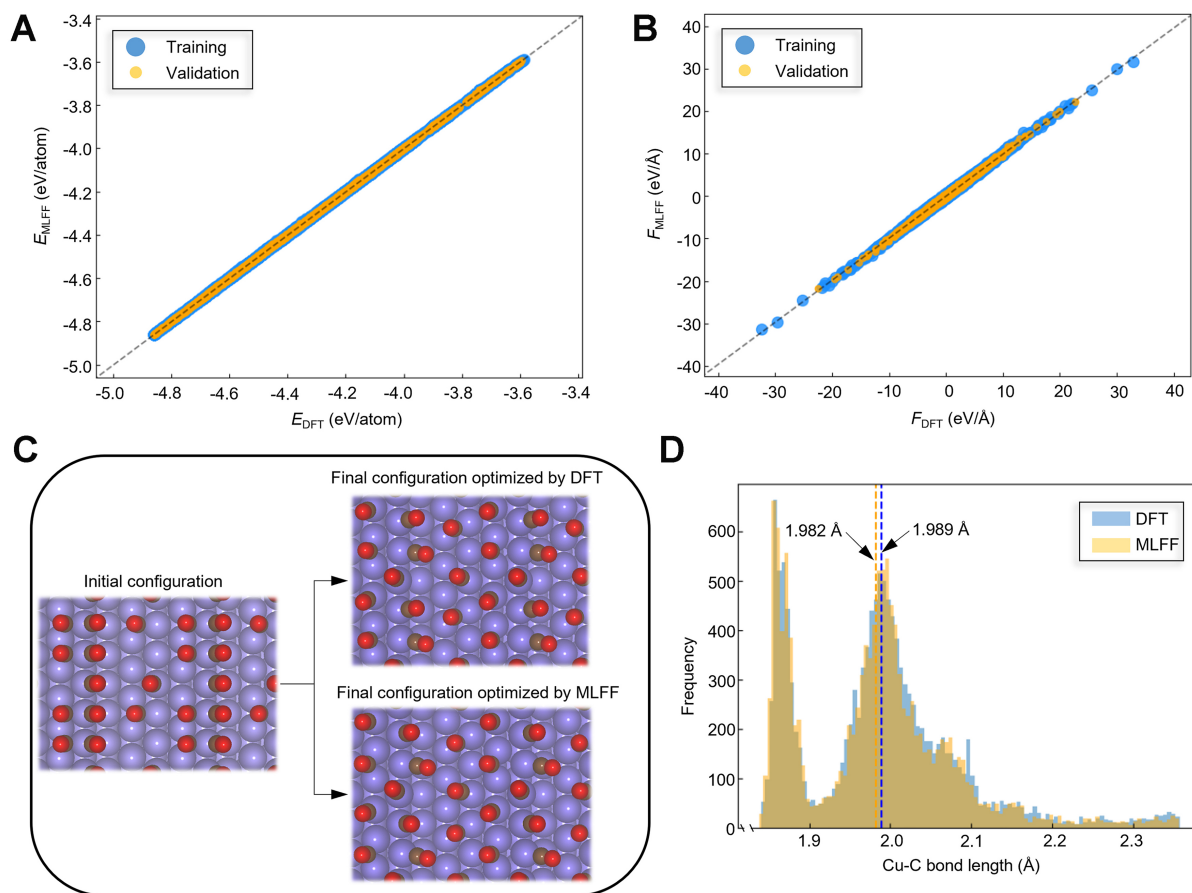 A
Training
Validation
-3.4
-3.6
-3.8
-4.0
-4.2
-4.4
-4.6
-4.8
-5.0
E_MLFF (eV/atom)
-5.0 -4.8 -4.6 -4.4 -4.2 -4.0 -3.8 -3.6 -3.4
E_DFT (eV/atom)
B
Training
Validation
40
30
20
10
0
-10
-20
-30
-40
F_MLFF (eV/Å)
-40 -30 -20 -10 0 10 20 30 40
F_DFT (eV/Å)
C
Final configuration optimized by DFT
Initial configuration
Final configuration optimized by MLFF
D
DFT
MLFF
1.982 Å
1.989 Å
600
500
400
300
200
100
0
Frequency
1.9 2.0 2.1 2.2 2.3
Cu-C bond length (Å)